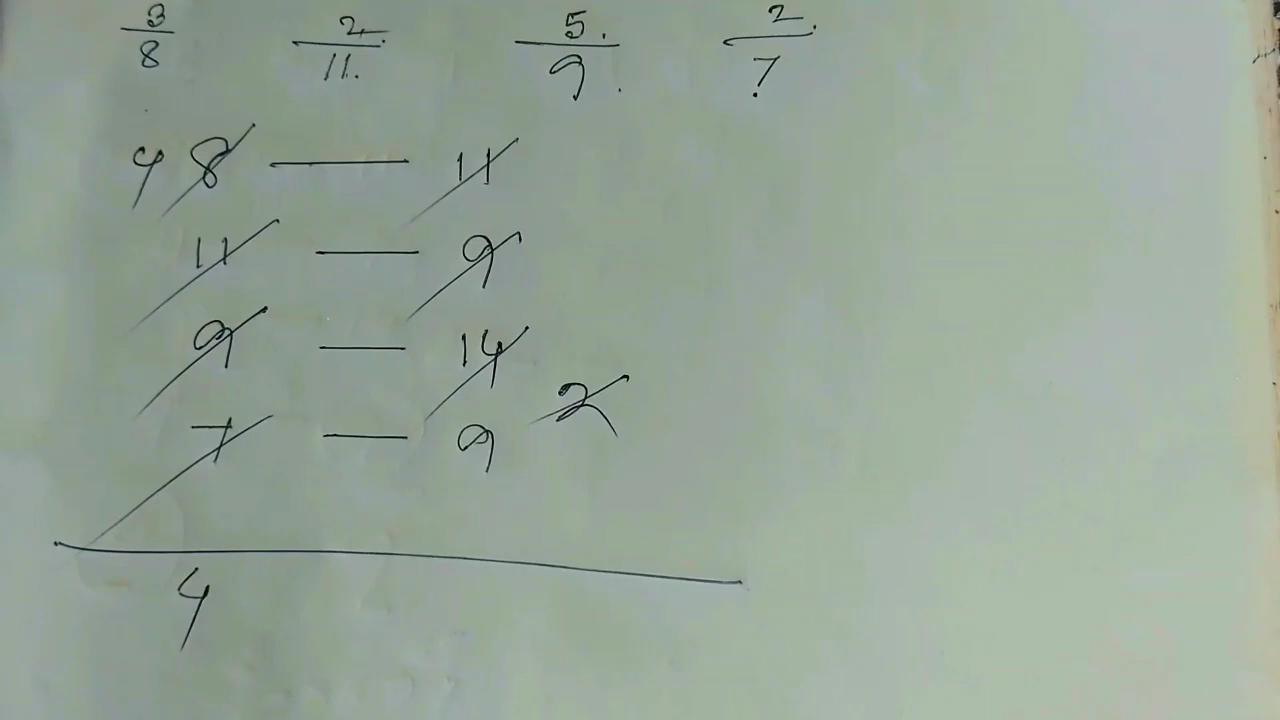 3/8 2/11. 5./9. 2./7
4 8 — 11
11 — 9
9 — 14
7 — 9 2
4